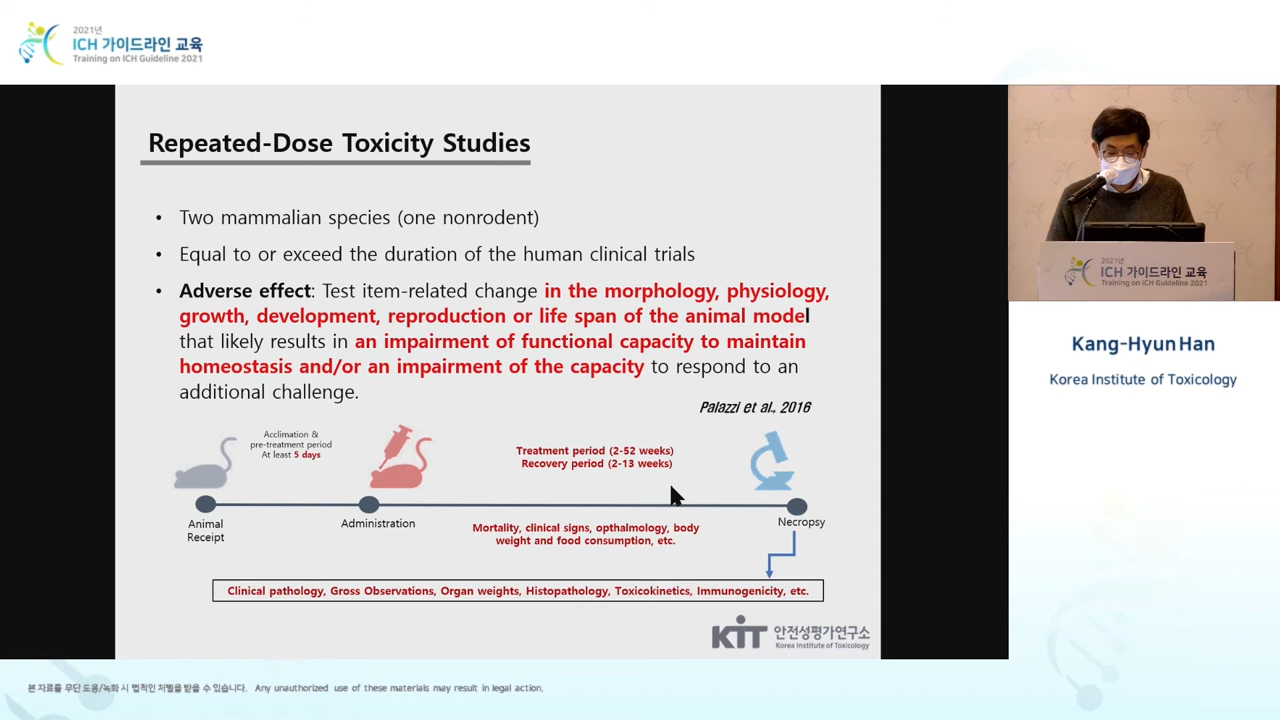 2021년
ICH 가이드라인 교육
Training on ICH Guideline 2021
Repeated-Dose Toxicity Studies
• Two mammalian species (one nonrodent)
• Equal to or exceed the duration of the human clinical trials
• Adverse effect: Test item-related change in the morphology, physiology,
growth, development, reproduction or life span of the animal model
that likely results in an impairment of functional capacity to maintain
homeostasis and/or an impairment of the capacity to respond to an
additional challenge.
Palazzi et al., 2016
Acclimation &
pre-treatment period
At least 5 days
Treatment period (2-52 weeks)
Recovery period (2-13 weeks)
Animal
Receipt
Administration
Mortality, clinical signs, opthalmology, body
weight and food consumption, etc.
Necropsy
Clinical pathology, Gross Observations, Organ weights, Histopathology, Toxicokinetics, Immunogenicity, etc.
KIT 안전성평가연구소
Korea Institute of Toxicology
2021년
ICH 가이드라인 교육
Training on ICH Guideline 2021
Kang-Hyun Han
Korea Institute of Toxicology
본 자료를 무단 도용/녹화 시 법적인 처벌을 받을 수 있습니다. Any unauthorized use of these materials may result in legal action.